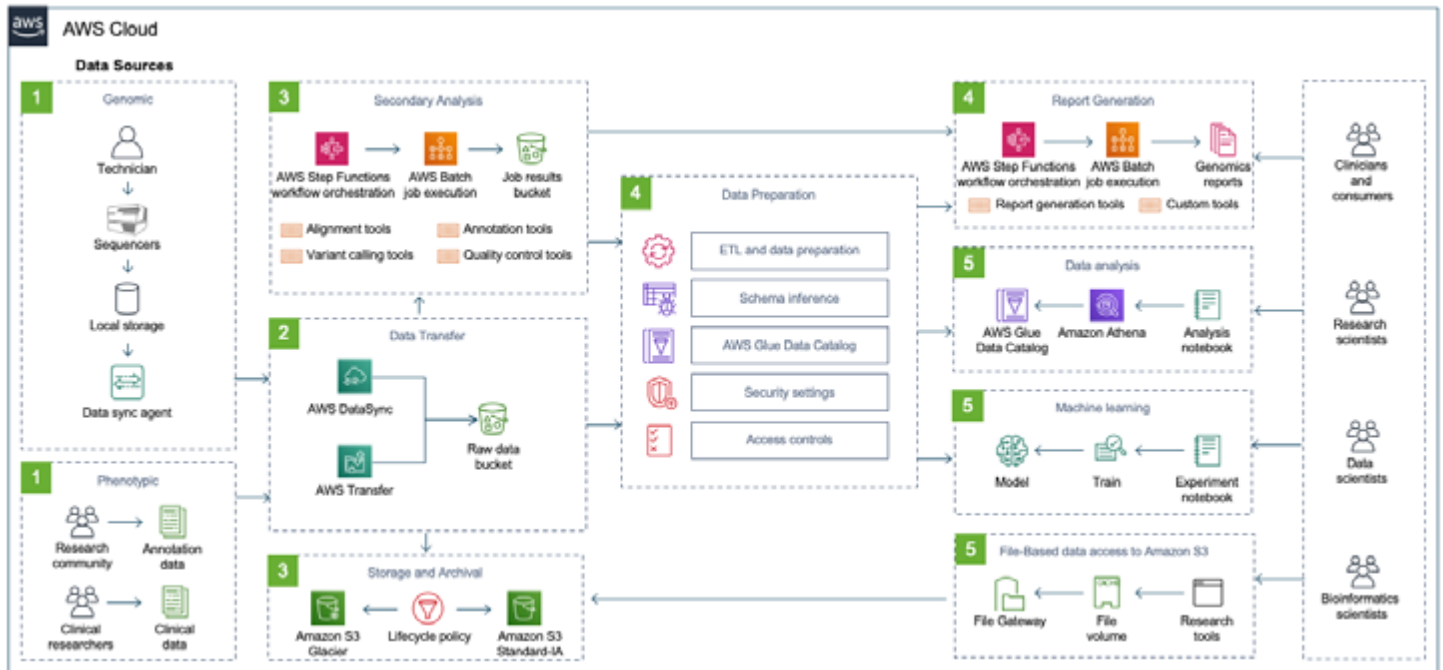 aws
AWS Cloud
Data Sources
1
Genomic
Technician
Sequencers
Local storage
Data sync agent
1
Phenotypic
Research
community
Annotation
data
Clinical
researchers
Clinical
data
3
Secondary Analysis
AWS Step Functions
workflow orchestration
AWS Batch
job execution
Job results
bucket
Alignment tools
Annotation tools
Variant calling tools
Quality control tools
2
Data Transfer
AWS DataSync
AWS Transfer
Raw data
bucket
3
Storage and Archival
Amazon S3
Glacier
Lifecycle policy
Amazon S3
Standard-IA
4
Data Preparation
ETL and data preparation
Schema inference
AWS Glue Data Catalog
Security settings
Access controls
4
Report Generation
AWS Step Functions
workflow orchestration
AWS Batch
job execution
Genomics
reports
Report generation tools
Custom tools
5
Data analysis
AWS Glue
Data Catalog
Amazon Athena
Analysis
notebook
5
Machine learning
Model
Train
Experiment
notebook
5
File-Based data access to Amazon S3
File Gateway
File
volume
Research
tools
Clinicians
and
consumers
Research
scientists
Data
scientists
Bioinformatics
scientists